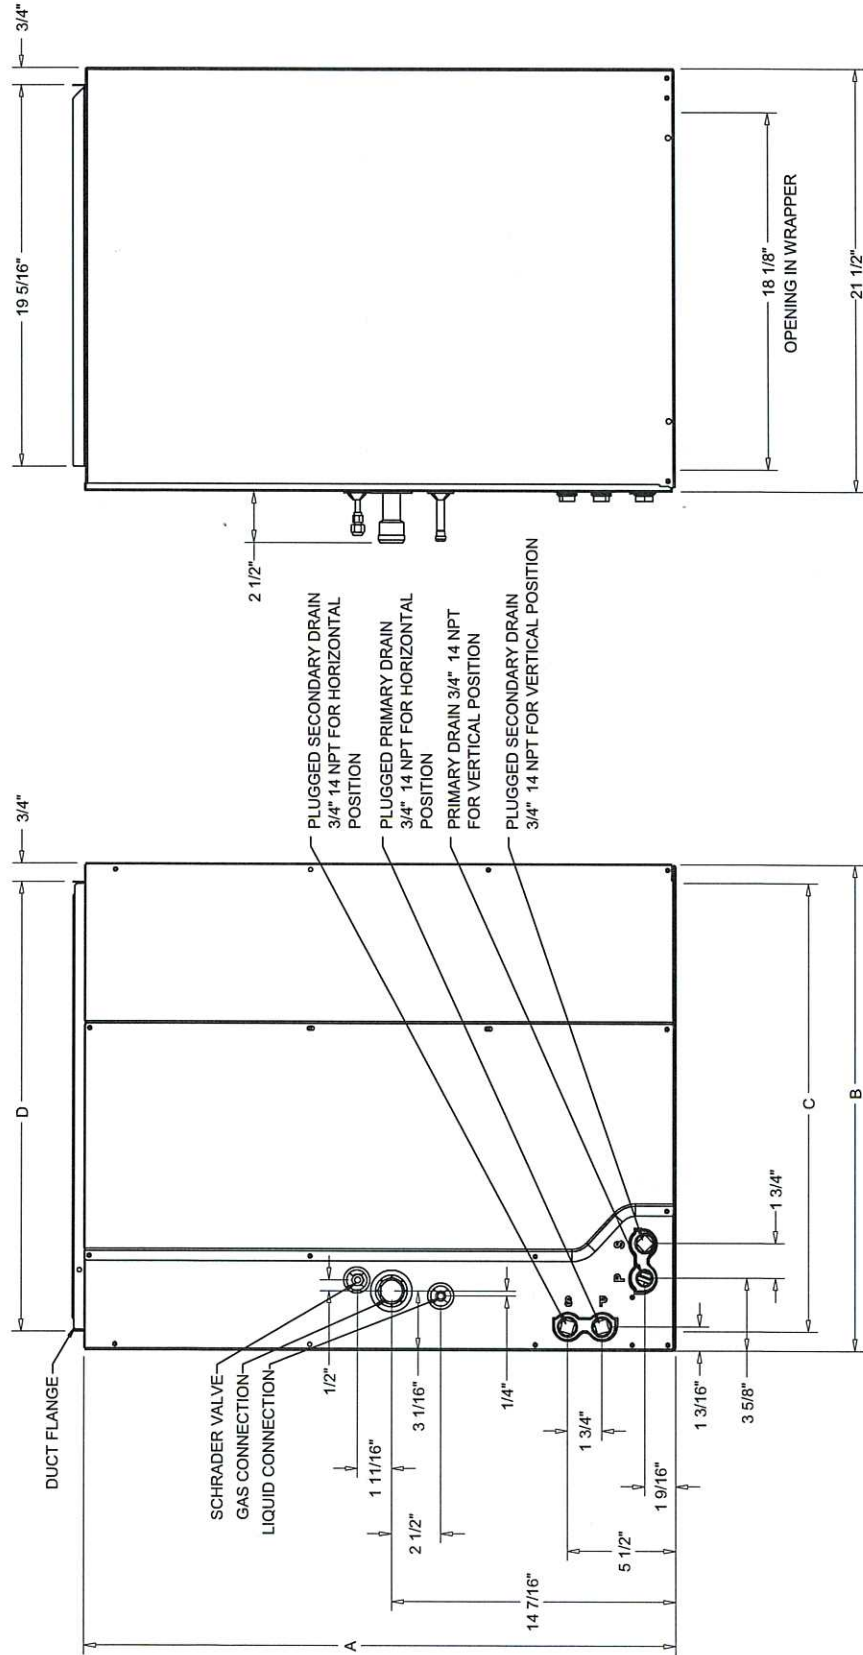 D
3/4"
DUCT FLANGE
SCHRADER VALVE
GAS CONNECTION
LIQUID CONNECTION
1/2"
1 11/16"
3 1/16"
2 1/2"
1/4"
14 7/16"
A
1 3/4"
5 1/2"
1 9/16"
1 3/16"
3 5/8"
1 3/4"
S
P
P
S
C
B
PLUGGED SECONDARY DRAIN
3/4" 14 NPT FOR HORIZONTAL
POSITION
PLUGGED PRIMARY DRAIN
3/4" 14 NPT FOR HORIZONTAL
POSITION
PRIMARY DRAIN 3/4" 14 NPT
FOR VERTICAL POSITION
PLUGGED SECONDARY DRAIN
3/4" 14 NPT FOR VERTICAL POSITION
19 5/16"
3/4"
2 1/2"
18 1/8"
OPENING IN WRAPPER
21 1/2"